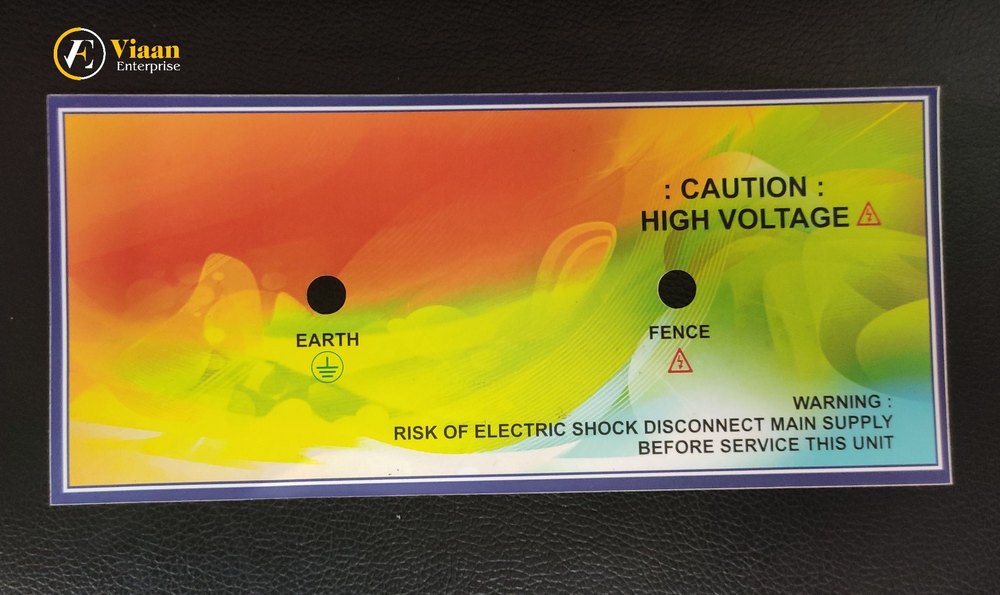 Viaan
Enterprise
: CAUTION :
HIGH VOLTAGE
EARTH
FENCE
WARNING :
RISK OF ELECTRIC SHOCK DISCONNECT MAIN SUPPLY
BEFORE SERVICE THIS UNIT